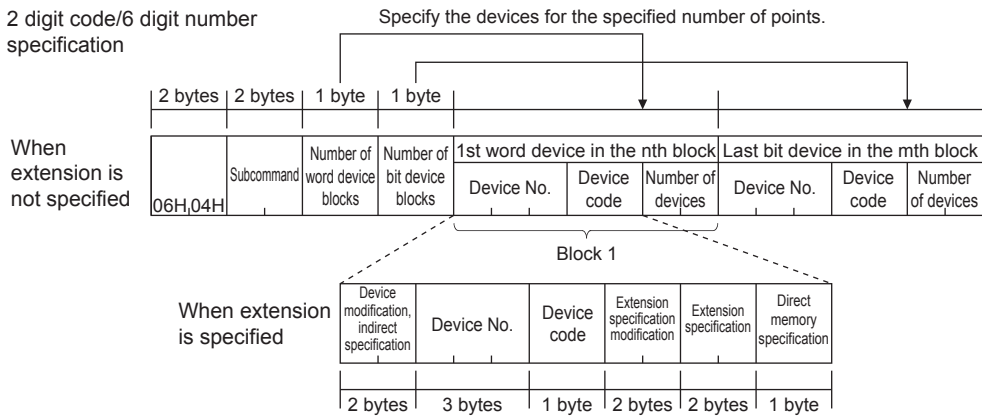 2 digit code/6 digit number
specification
Specify the devices for the specified number of points.
2 bytes
2 bytes
1 byte
1 byte
When
extension is
not specified
06H
04H
Subcommand
Number of
word device
blocks
Number of
bit device
blocks
1st word device in the nth block
Device No.
Device
code
Number of
devices
Last bit device in the mth block
Device No.
Device
code
Number
of devices
Block 1
When extension
is specified
Device
modification,
indirect
specification
Device No.
Device
code
Extension
specification
modification
Extension
specification
Direct
memory
specification
2 bytes
3 bytes
1 byte
2 bytes
2 bytes
1 byte